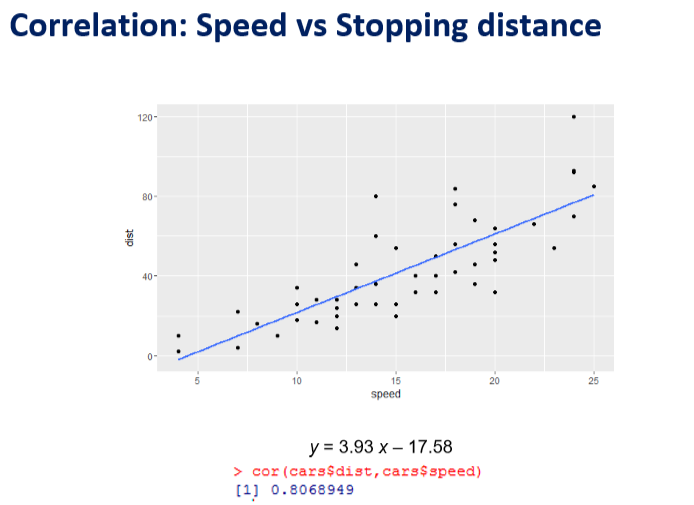 Correlation: Speed vs Stopping distance
120
80
40
0
dist
5 10 15 20 25
speed
y = 3.93 x – 17.58
> cor(cars$dist,cars$speed)
[1] 0.8068949